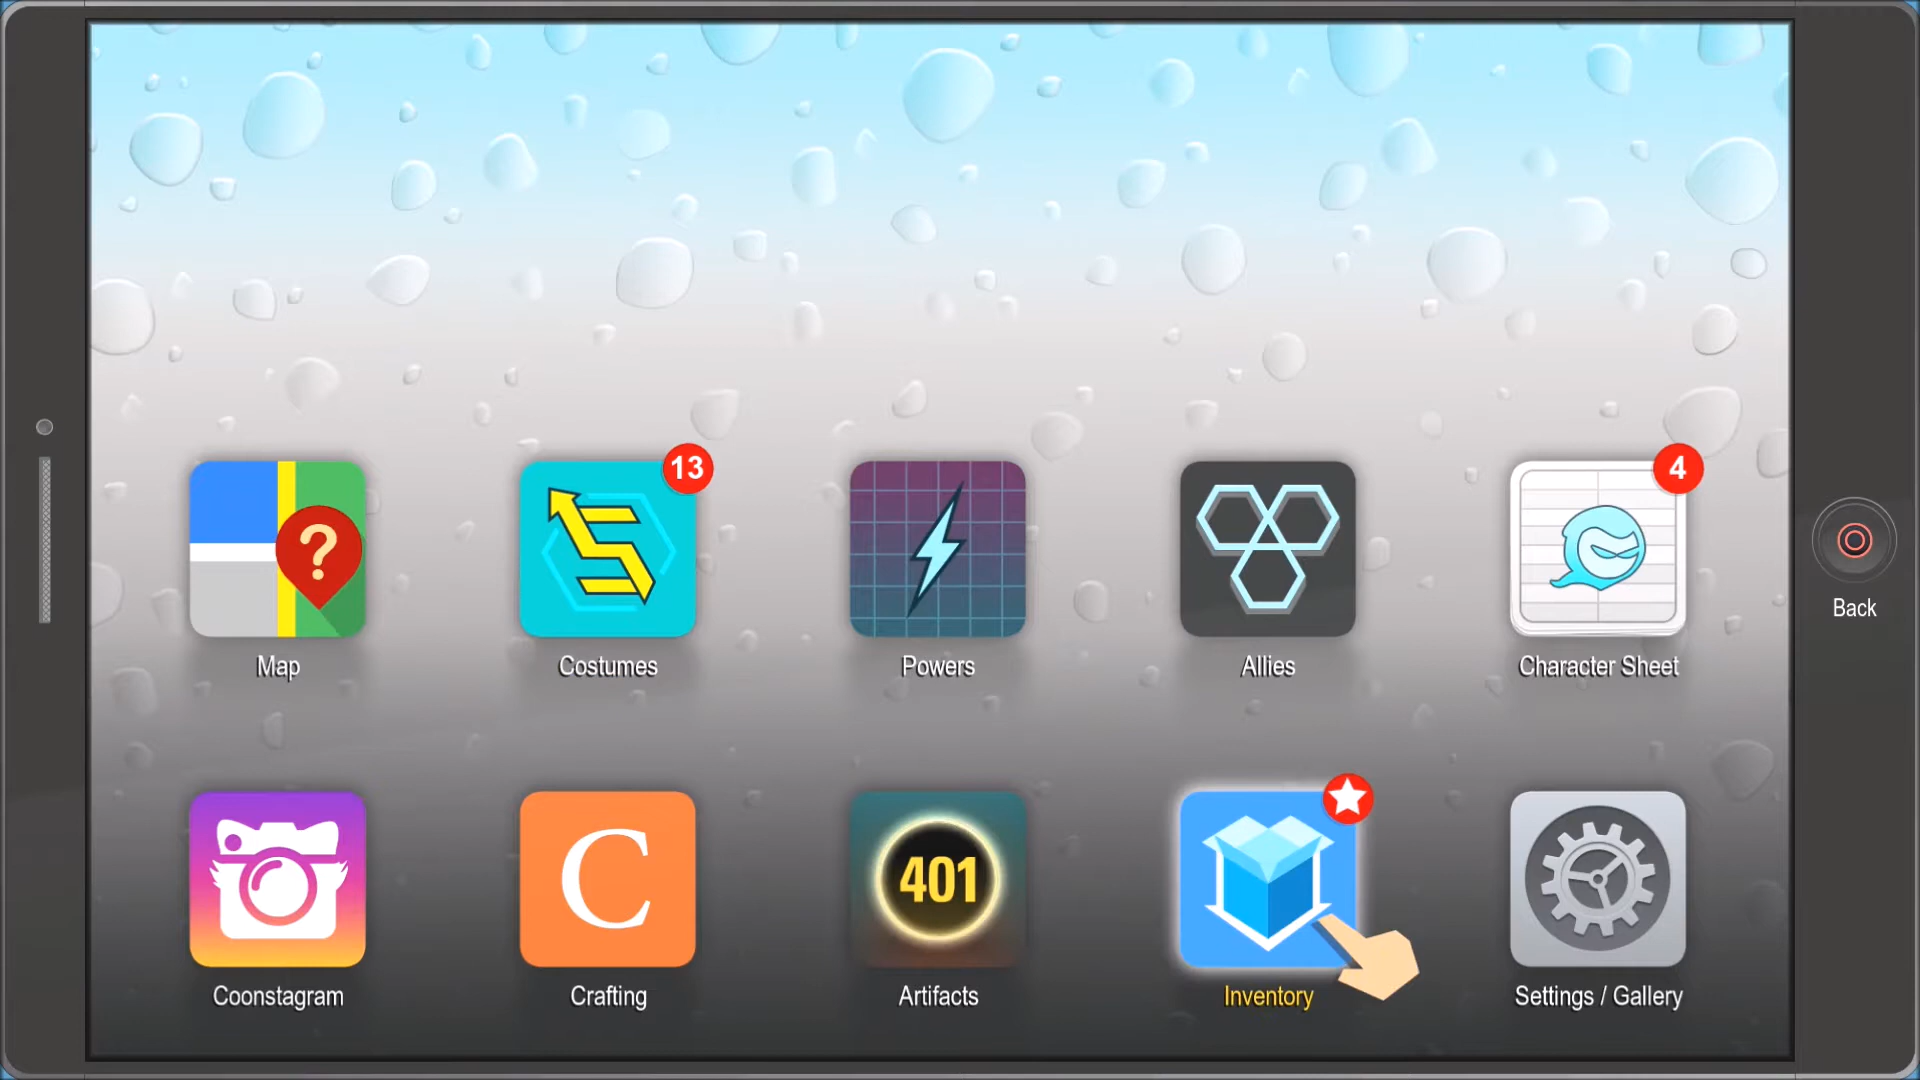 13
4
?
Map
Costumes
Powers
Allies
Character Sheet
Back
C
401
Coonstagram
Crafting
Artifacts
Inventory
Settings / Gallery